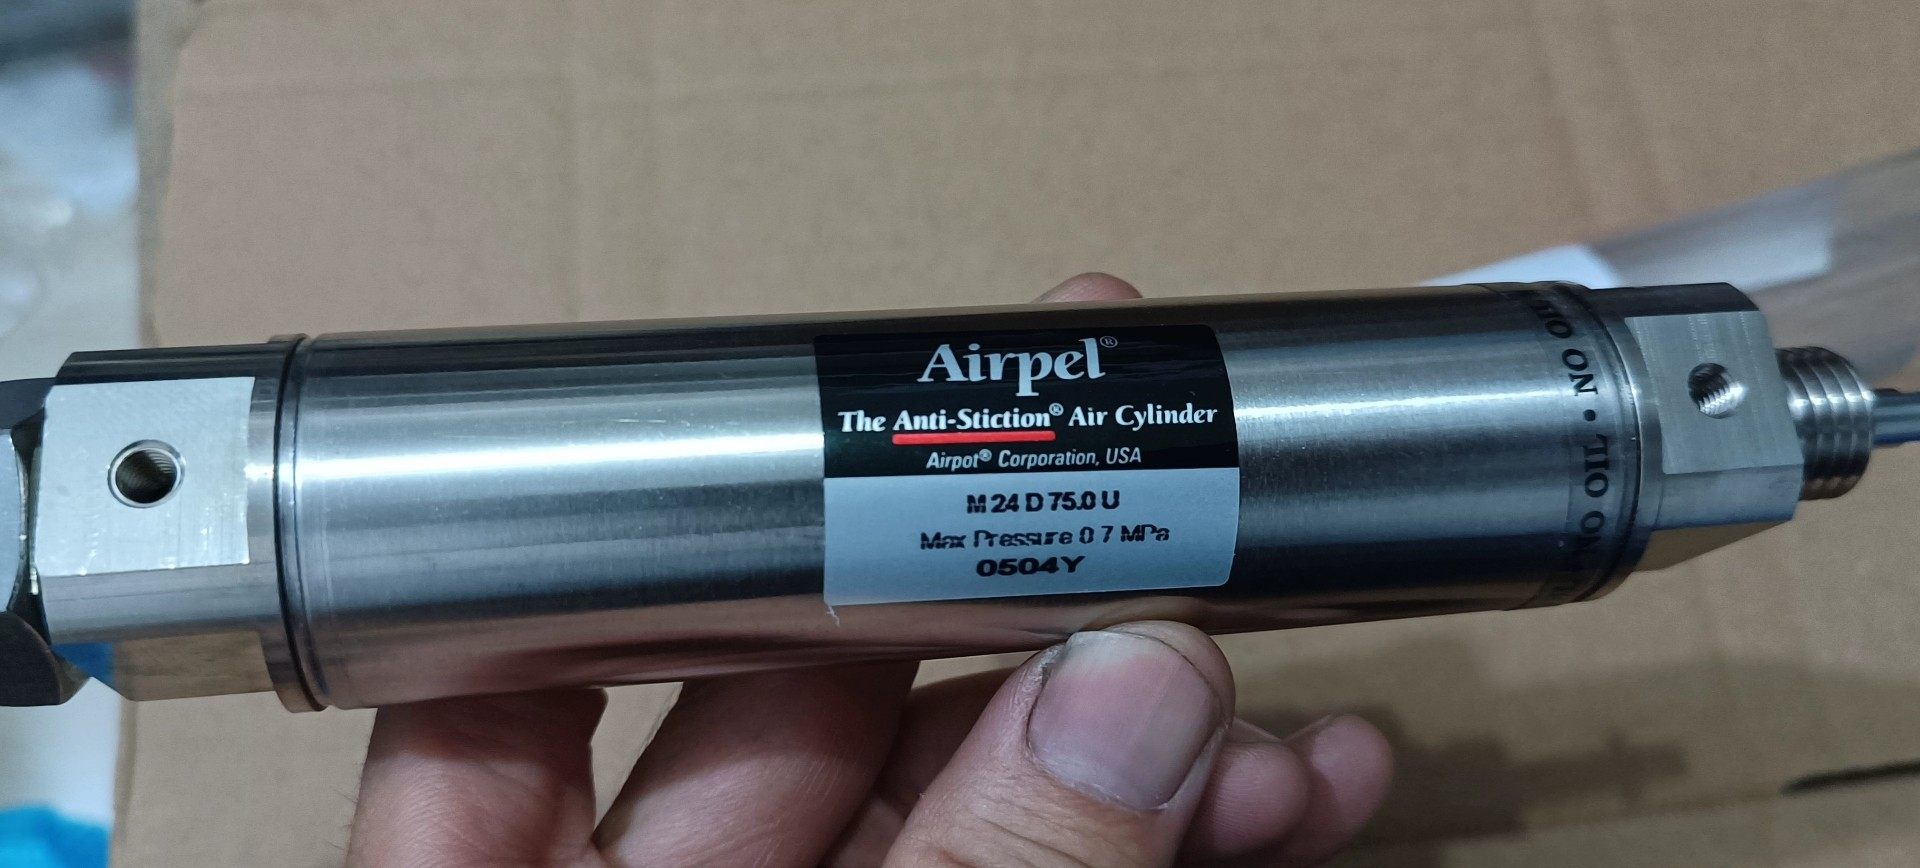 Airpel®
The Anti-Stiction® Air Cylinder
Airpot® Corporation, USA
M 24 D 75.0 U
Max Pressure 0.7 MPa
0504Y
NO OIL • NO OIL